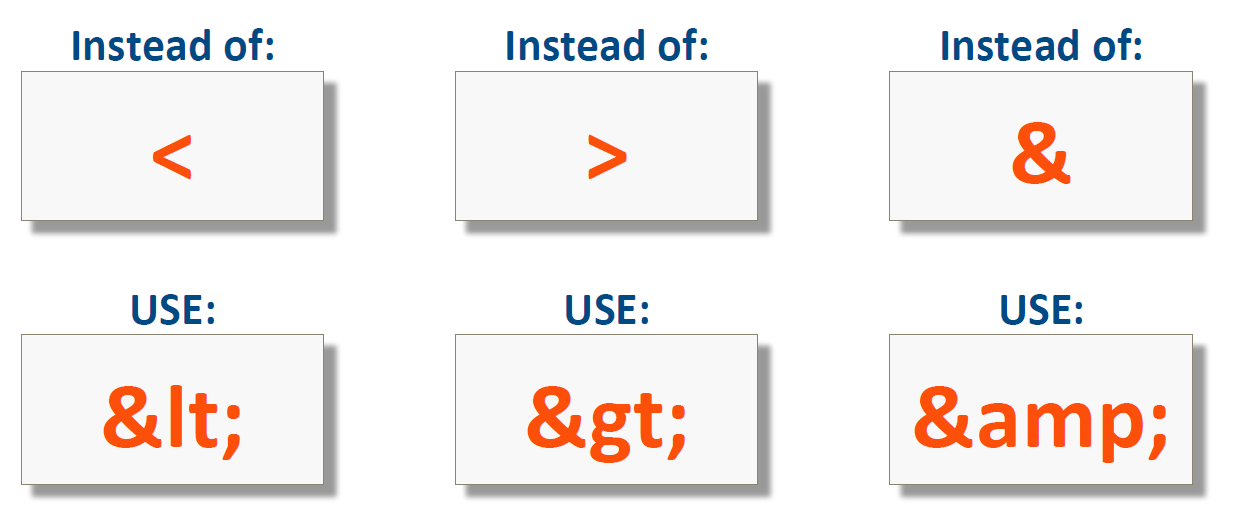 Instead of: Instead of: Instead of:
< > &
USE: USE: USE:
&lt; &gt; &amp;